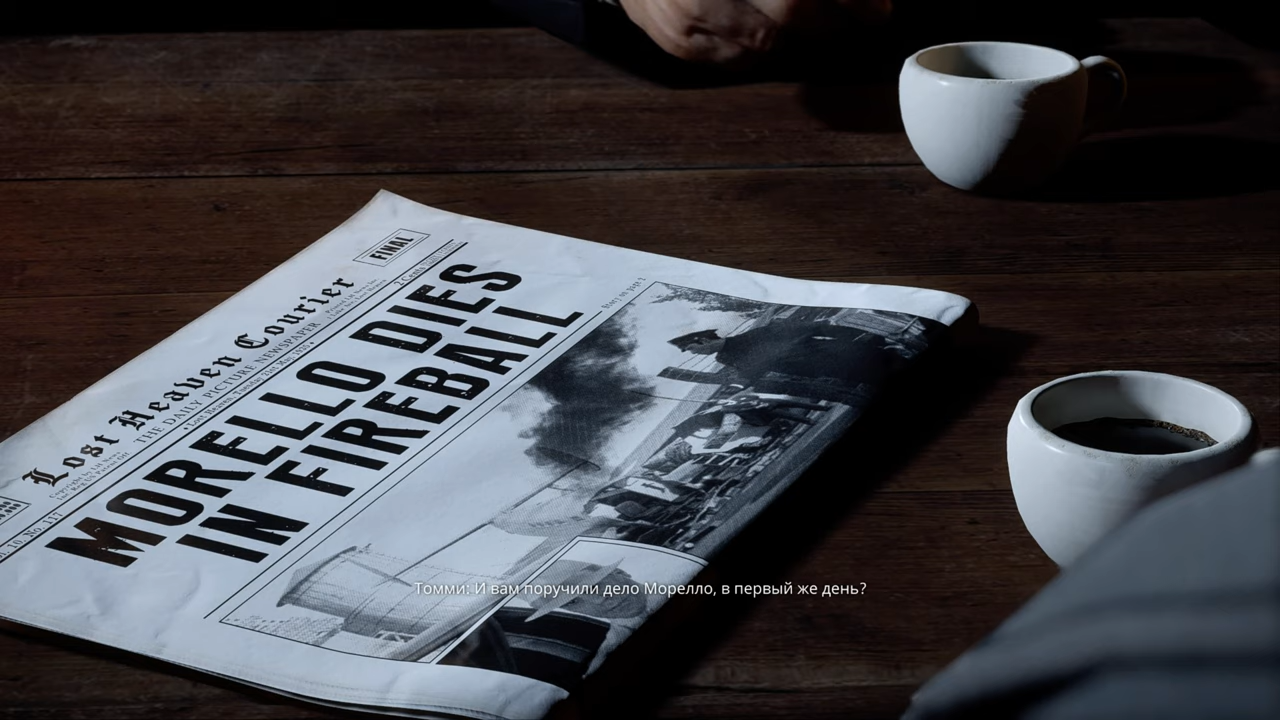 FINAL
Lost Heaven Courier
THE DAILY PICTURE NEWSPAPER
MORELLO DIES
IN FIREBALL
Томми: И вам поручили дело Морелло, в первый же день?